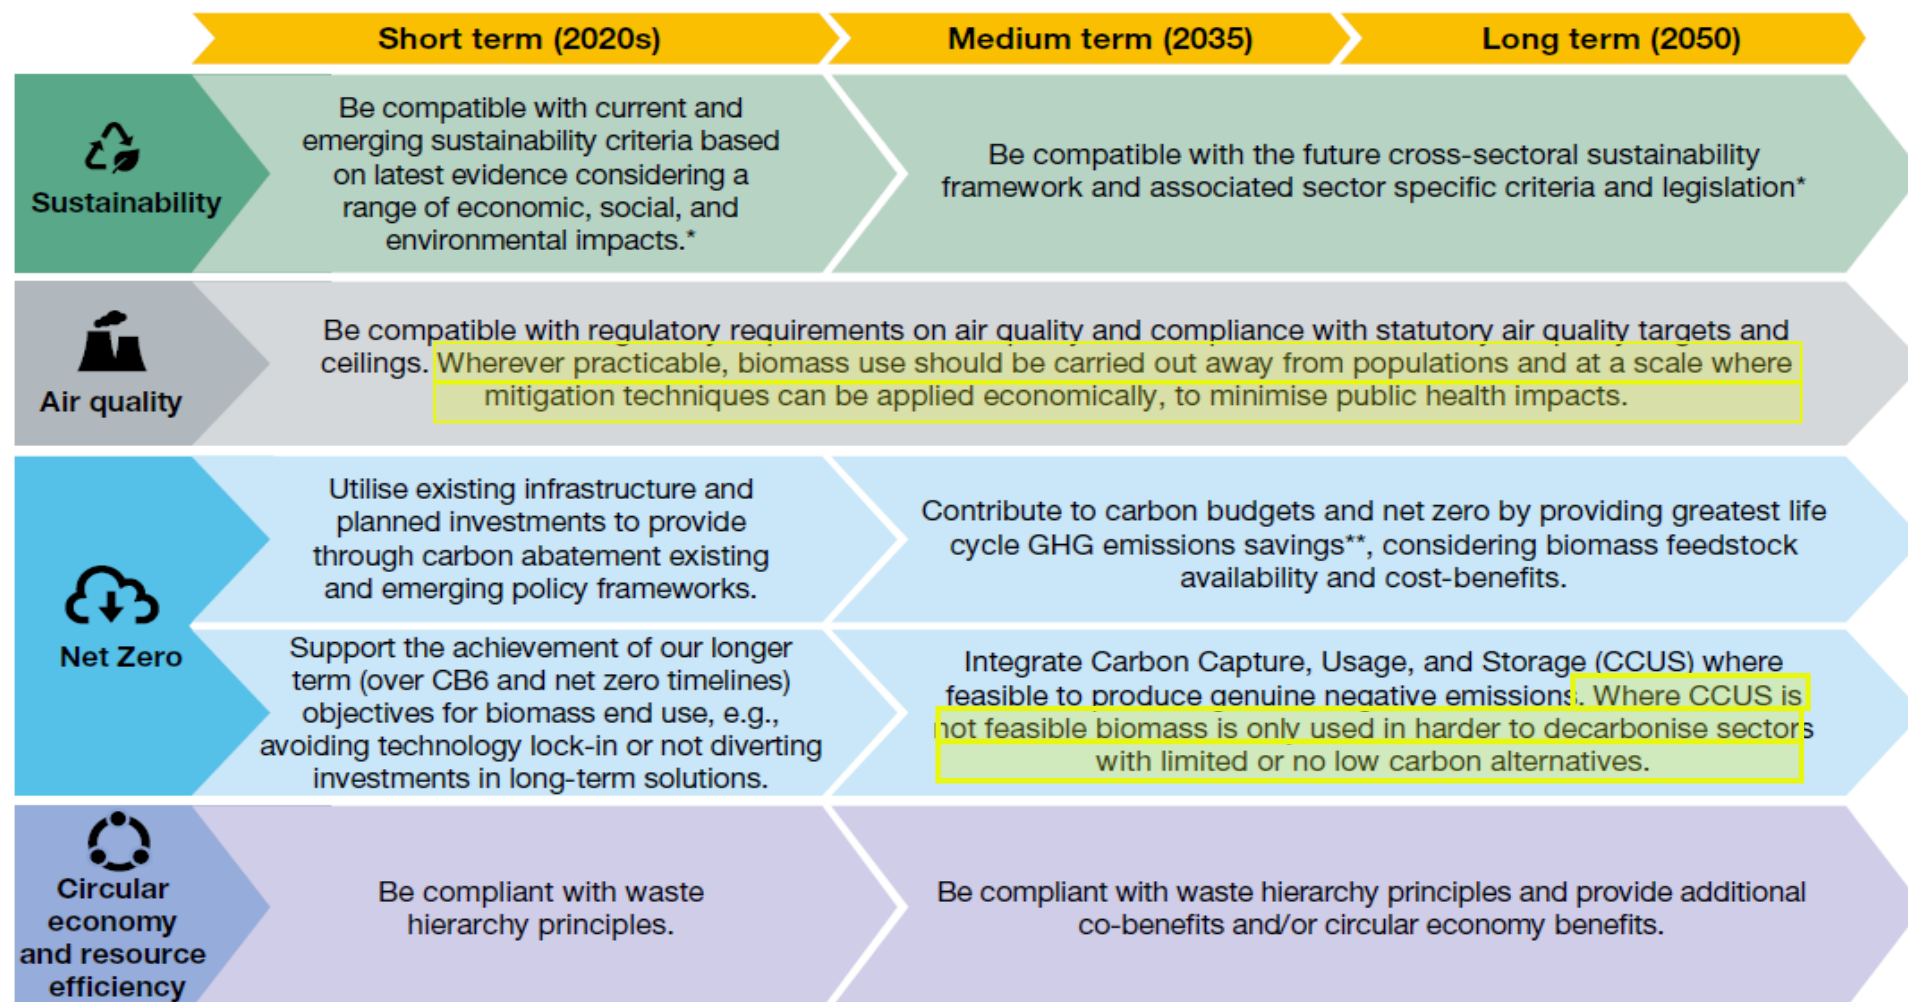 Short term (2020s)
Medium term (2035)
Long term (2050)
Sustainability
Be compatible with current and
emerging sustainability criteria based
on latest evidence considering a
range of economic, social, and
environmental impacts.*
Be compatible with the future cross-sectoral sustainability
framework and associated sector specific criteria and legislation*
Air quality
Be compatible with regulatory requirements on air quality and compliance with statutory air quality targets and
ceilings. Wherever practicable, biomass use should be carried out away from populations and at a scale where
mitigation techniques can be applied economically, to minimise public health impacts.
Net Zero
Utilise existing infrastructure and
planned investments to provide
through carbon abatement existing
and emerging policy frameworks.
Contribute to carbon budgets and net zero by providing greatest life
cycle GHG emissions savings**, considering biomass feedstock
availability and cost-benefits.
Support the achievement of our longer
term (over CB6 and net zero timelines)
objectives for biomass end use, e.g.,
avoiding technology lock-in or not diverting
investments in long-term solutions.
Integrate Carbon Capture, Usage, and Storage (CCUS) where
feasible to produce genuine negative emissions. Where CCUS is
not feasible biomass is only used in harder to decarbonise sectors
with limited or no low carbon alternatives.
Circular
economy
and resource
efficiency
Be compliant with waste
hierarchy principles.
Be compliant with waste hierarchy principles and provide additional
co-benefits and/or circular economy benefits.